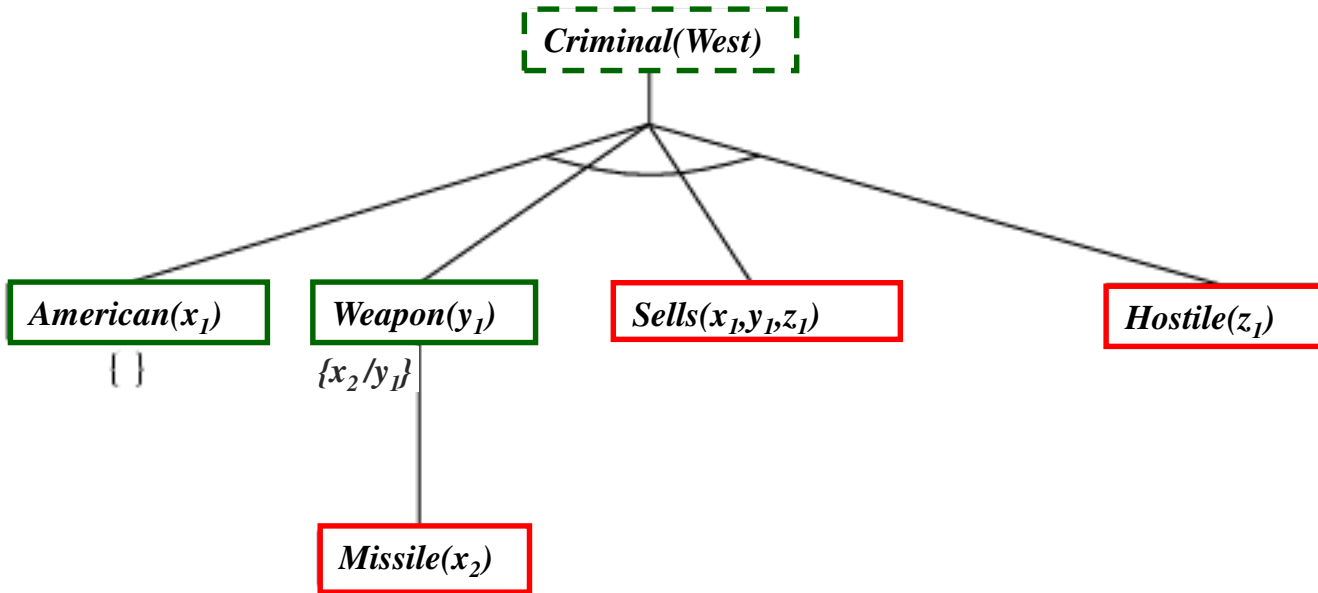 Criminal(West)
American(x₁)
Weapon(y₁)
Sells(x₁,y₁,z₁)
Hostile(z₁)
{ }
{x₂/y₁}
Missile(x₂)